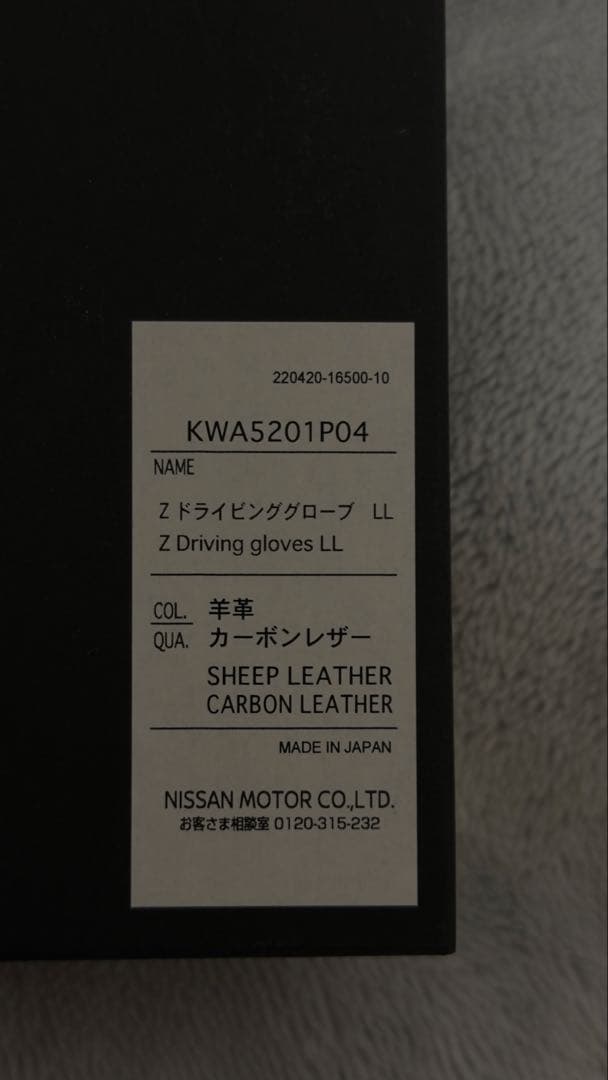 220420-16500-10
KWA5201P04
NAME
Z ドライビンググローブ LL
Z Driving gloves LL
COL. 羊革
QUA. カーボンレザー
SHEEP LEATHER
CARBON LEATHER
MADE IN JAPAN
NISSAN MOTOR CO.,LTD.
お客さま相談室 0120-315-232